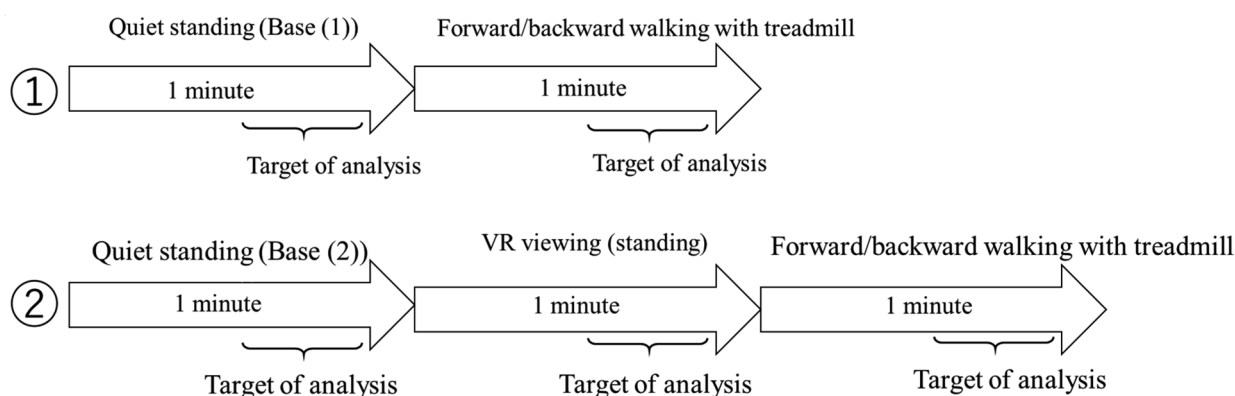 Quiet standing (Base (1))
Forward/backward walking with treadmill
①
1 minute
1 minute
Target of analysis
Target of analysis
Quiet standing (Base (2))
VR viewing (standing)
Forward/backward walking with treadmill
②
1 minute
1 minute
1 minute
Target of analysis
Target of analysis
Target of analysis